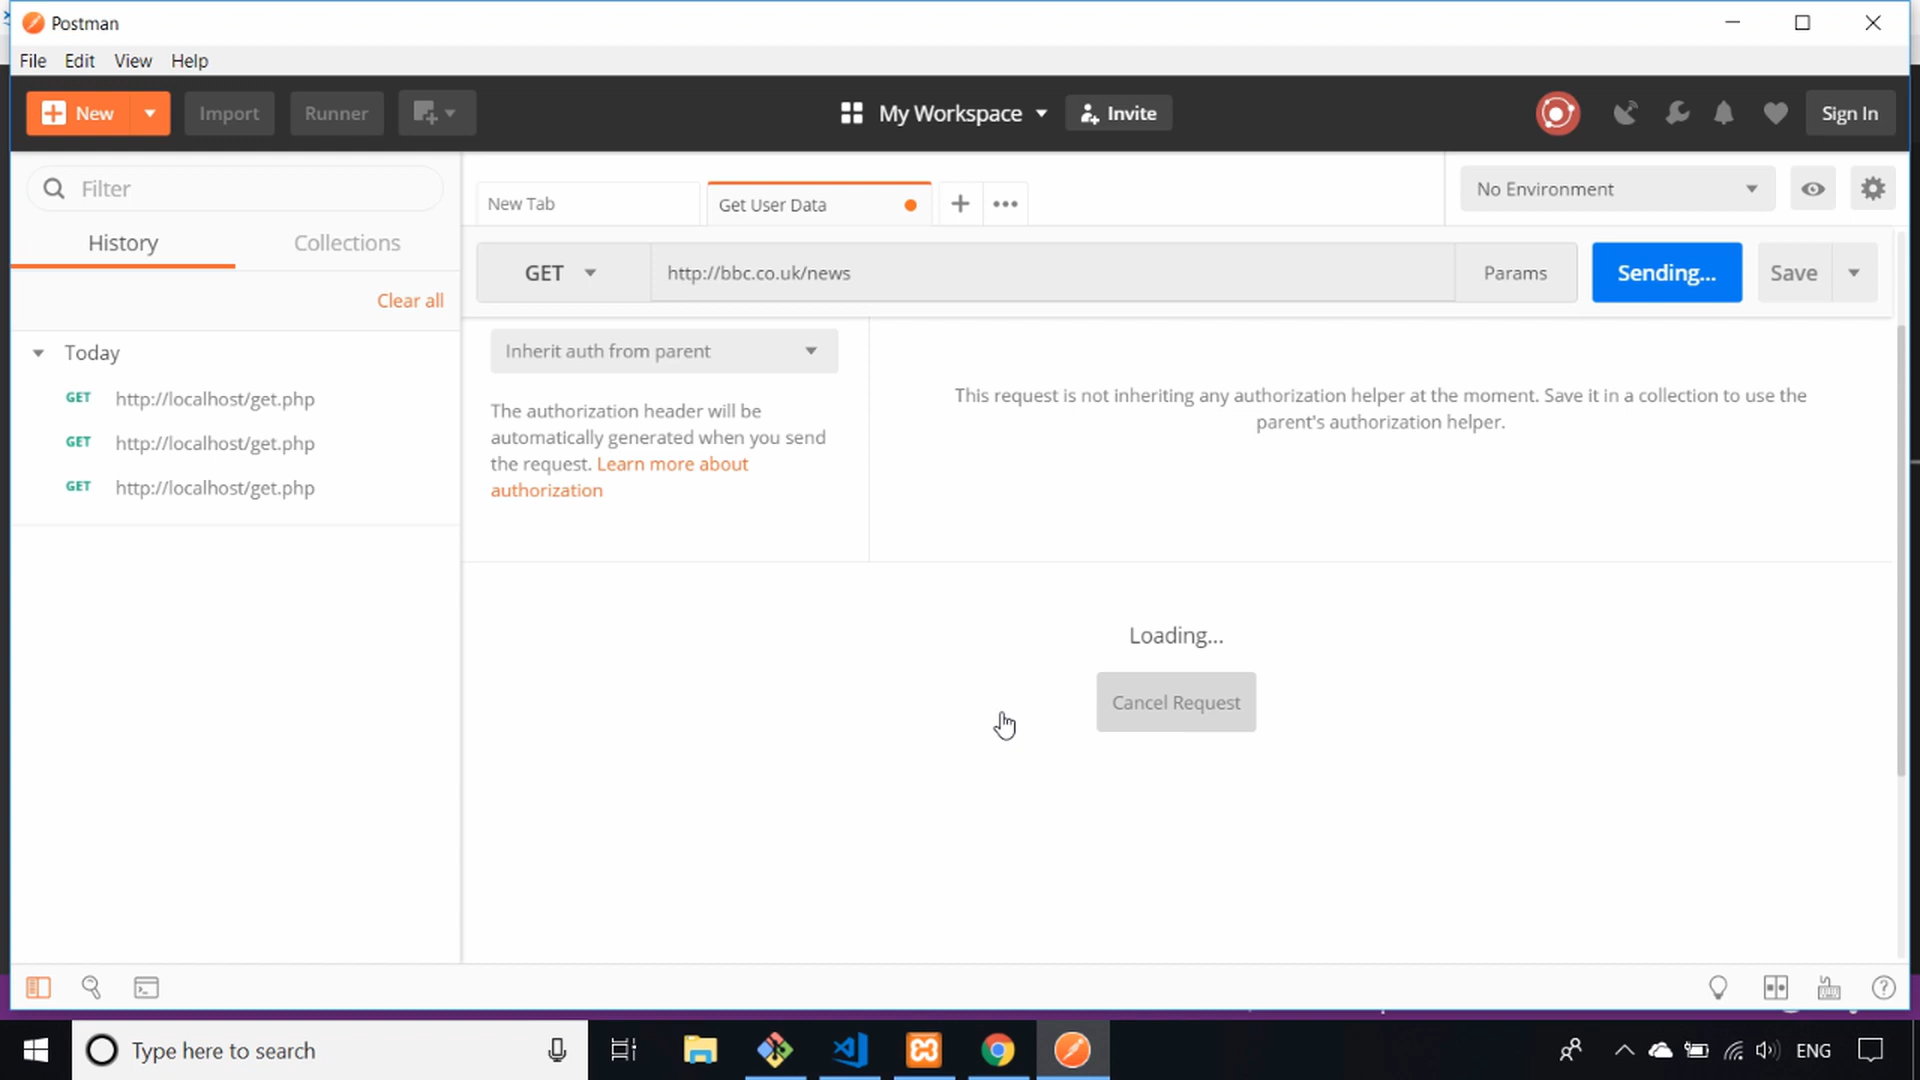 Postman
File Edit View Help
New Import Runner My Workspace Invite Sign In
Filter
History Collections
Clear all
Today
GET http://localhost/get.php
GET http://localhost/get.php
GET http://localhost/get.php
New Tab Get User Data No Environment
GET http://bbc.co.uk/news Params Sending... Save
Inherit auth from parent
The authorization header will be
automatically generated when you send
the request. Learn more about
authorization
This request is not inheriting any authorization helper at the moment. Save it in a collection to use the
parent's authorization helper.
Loading...
Cancel Request
Type here to search
ENG